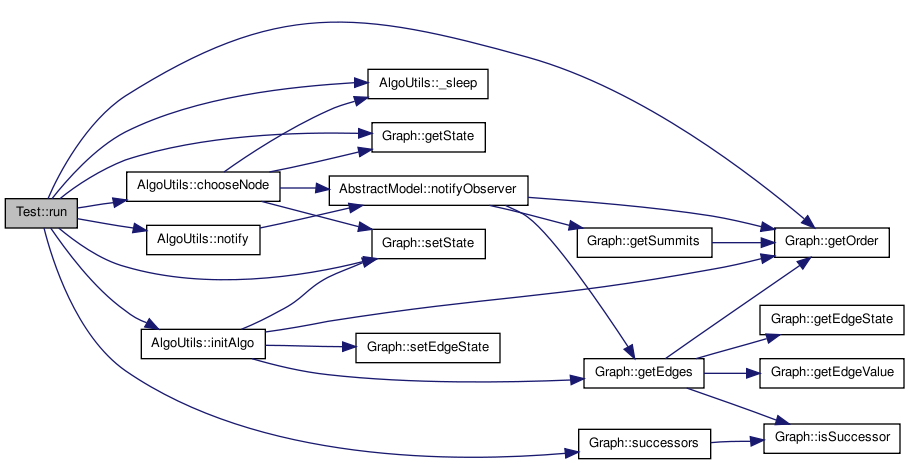 AlgoUtils::_sleep
Graph::getState
AlgoUtils::chooseNode
AbstractModel::notifyObserver
Test::run
AlgoUtils::notify
Graph::setState
Graph::getSummits
Graph::getOrder
Graph::getEdgeState
AlgoUtils::initAlgo
Graph::setEdgeState
Graph::getEdges
Graph::getEdgeValue
Graph::successors
Graph::isSuccessor